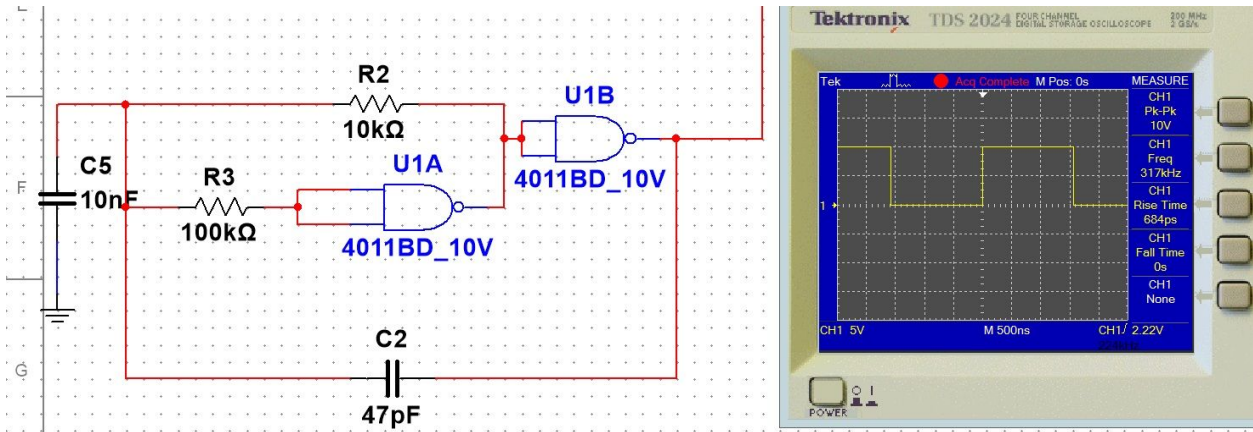 E
R2
10kΩ
U1B
4011BD_10V
C5
10nF
F
R3
100kΩ
U1A
4011BD_10V
G
C2
47pF
Tektronix TDS 2024 FOUR CHANNEL DIGITAL STORAGE OSCILLOSCOPE 200 MHz 2 GS/s
Tek Acq Complete M Pos: 0s MEASURE
CH1
Pk-Pk
10V
CH1
Freq
317kHz
CH1
Rise Time
684ps
CH1
Fall Time
0s
CH1
None
1
CH1 5V M 500ns CH1/ 2.22V
POWER